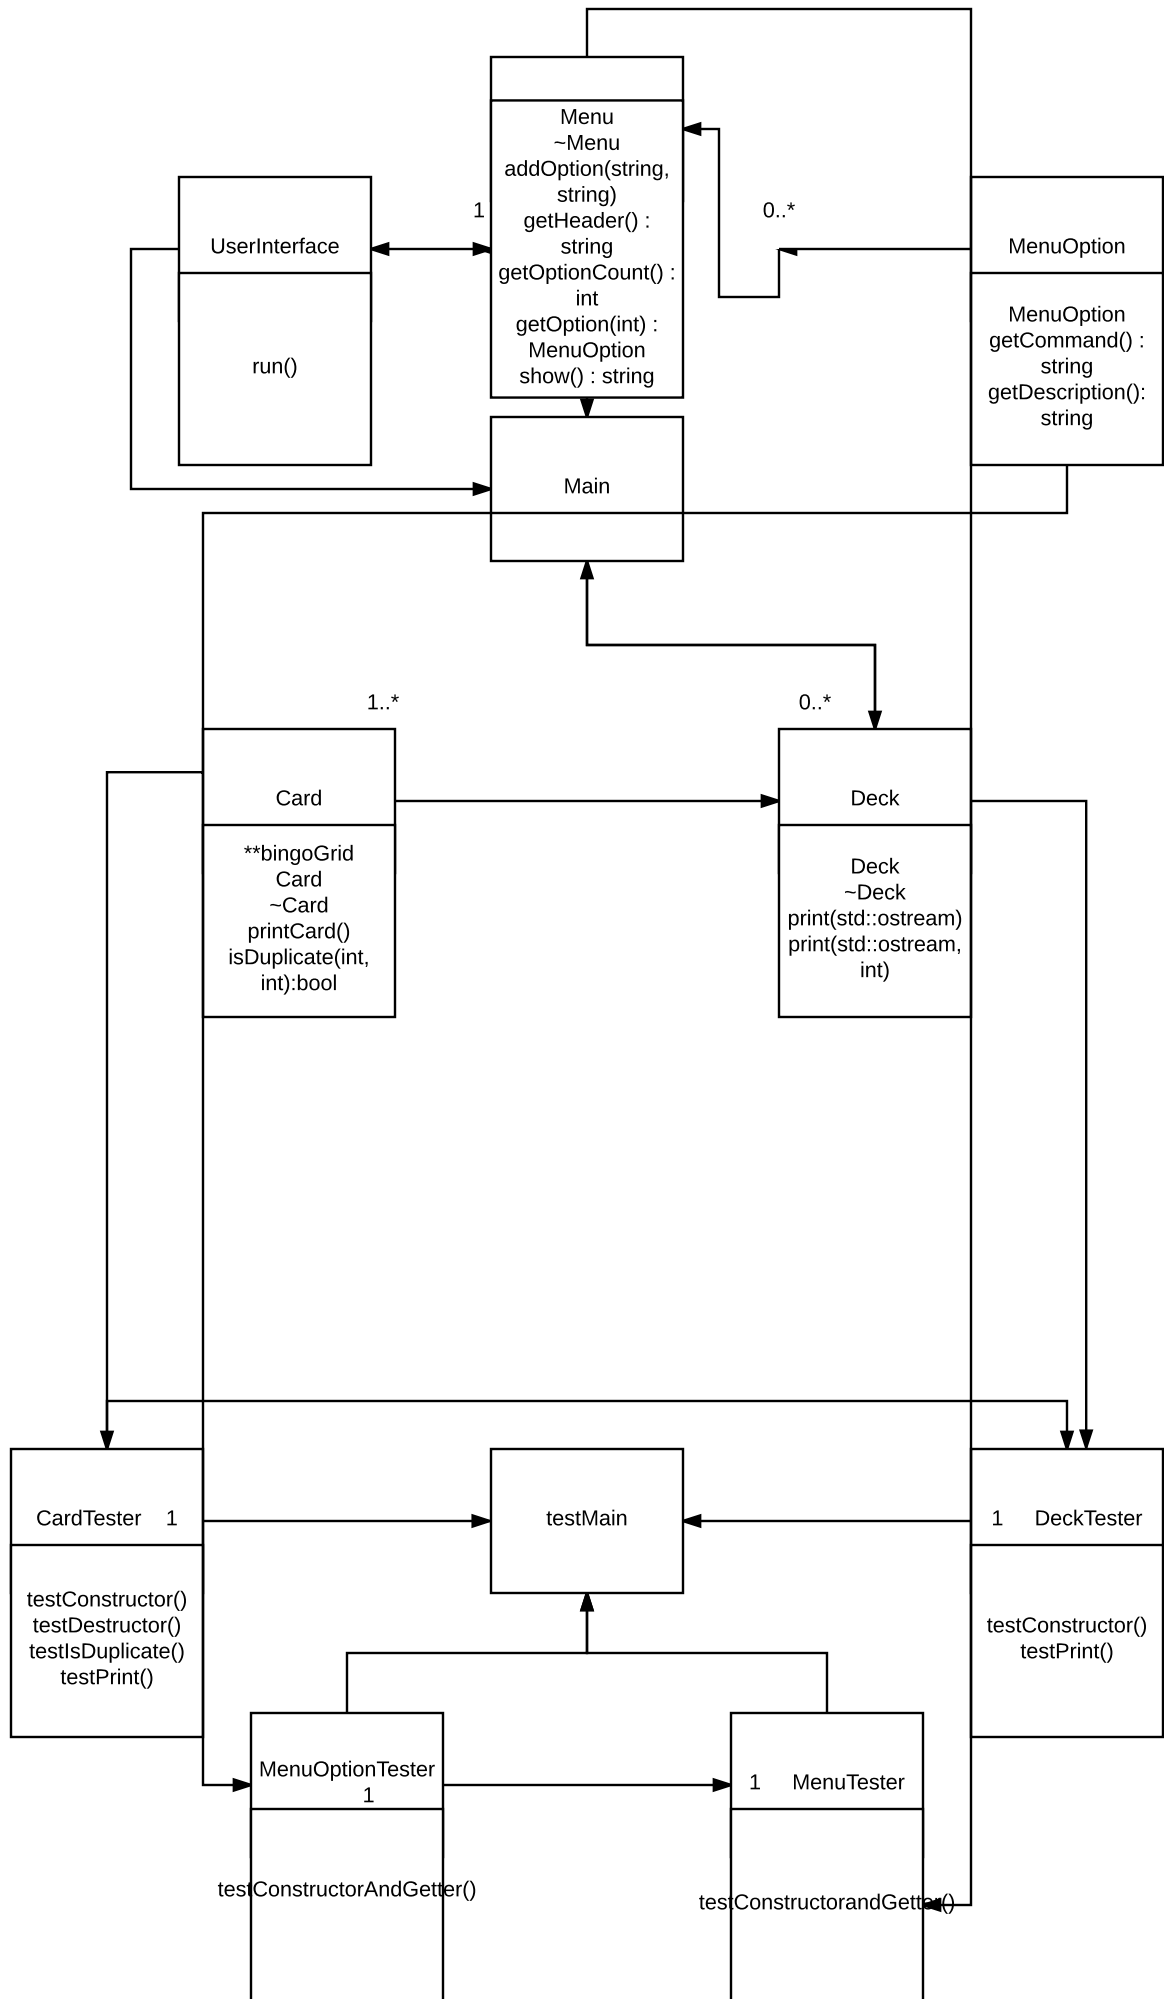 Menu
~Menu
addOption(string,
string)
getHeader() :
string
getOptionCount() :
int
getOption(int) :
MenuOption
show() : string
1
0..*
UserInterface
run()
MenuOption
MenuOption
getCommand() :
string
getDescription():
string
Main
1..*
0..*
Card
**bingoGrid
Card
~Card
printCard()
isDuplicate(int,
int):bool
Deck
Deck
~Deck
print(std::ostream)
print(std::ostream,
int)
CardTester 1
testConstructor()
testDestructor()
testIsDuplicate()
testPrint()
testMain
1 DeckTester
testConstructor()
testPrint()
MenuOptionTester
1
testConstructorAndGetter()
1 MenuTester
testConstructorandGetter()